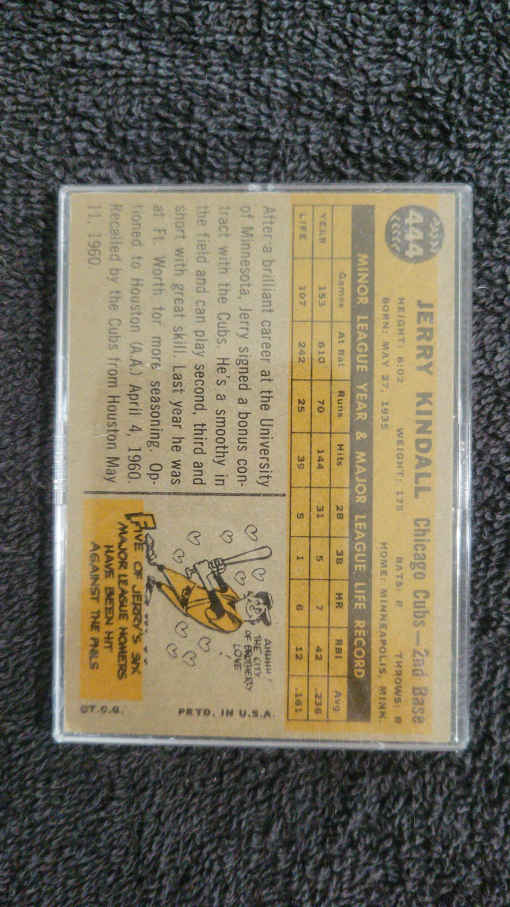 444
JERRY KINDALL Chicago Cubs—2nd Base
HEIGHT: 6:02 WEIGHT: 175 BATS: R THROWS: R
BORN: MAY 27, 1935 HOME: MINNEAPOLIS, MINN.
MINOR LEAGUE YEAR & MAJOR LEAGUE LIFE RECORD
Games At Bat Runs Hits 2B 3B HR RBI Avg.
YEAR 153 610 70 144 31 5 7 42 .236
LIFE 107 242 25 39 5 1 6 12 .161
After a brilliant career at the University
of Minnesota, Jerry signed a bonus con-
tract with the Cubs. He's a smoothy in
the field and can play second, third and
short with great skill. Last year he was
at Ft. Worth for more seasoning. Op-
tioned to Houston (A.A.) April 4, 1960.
Recalled by the Cubs from Houston May
11, 1960
AHHHH!
THE CITY
OF BROTHERLY
LOVE!
FIVE OF JERRY'S SIX
MAJOR LEAGUE HOMERS
HAVE BEEN HIT
AGAINST THE PHILS
©T.C.G. PRTD. IN U.S.A.